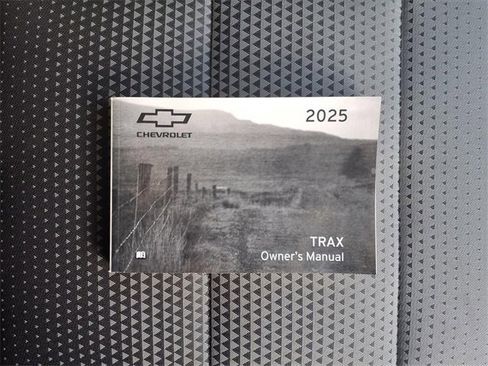 2025
CHEVROLET
TRAX
Owner's Manual